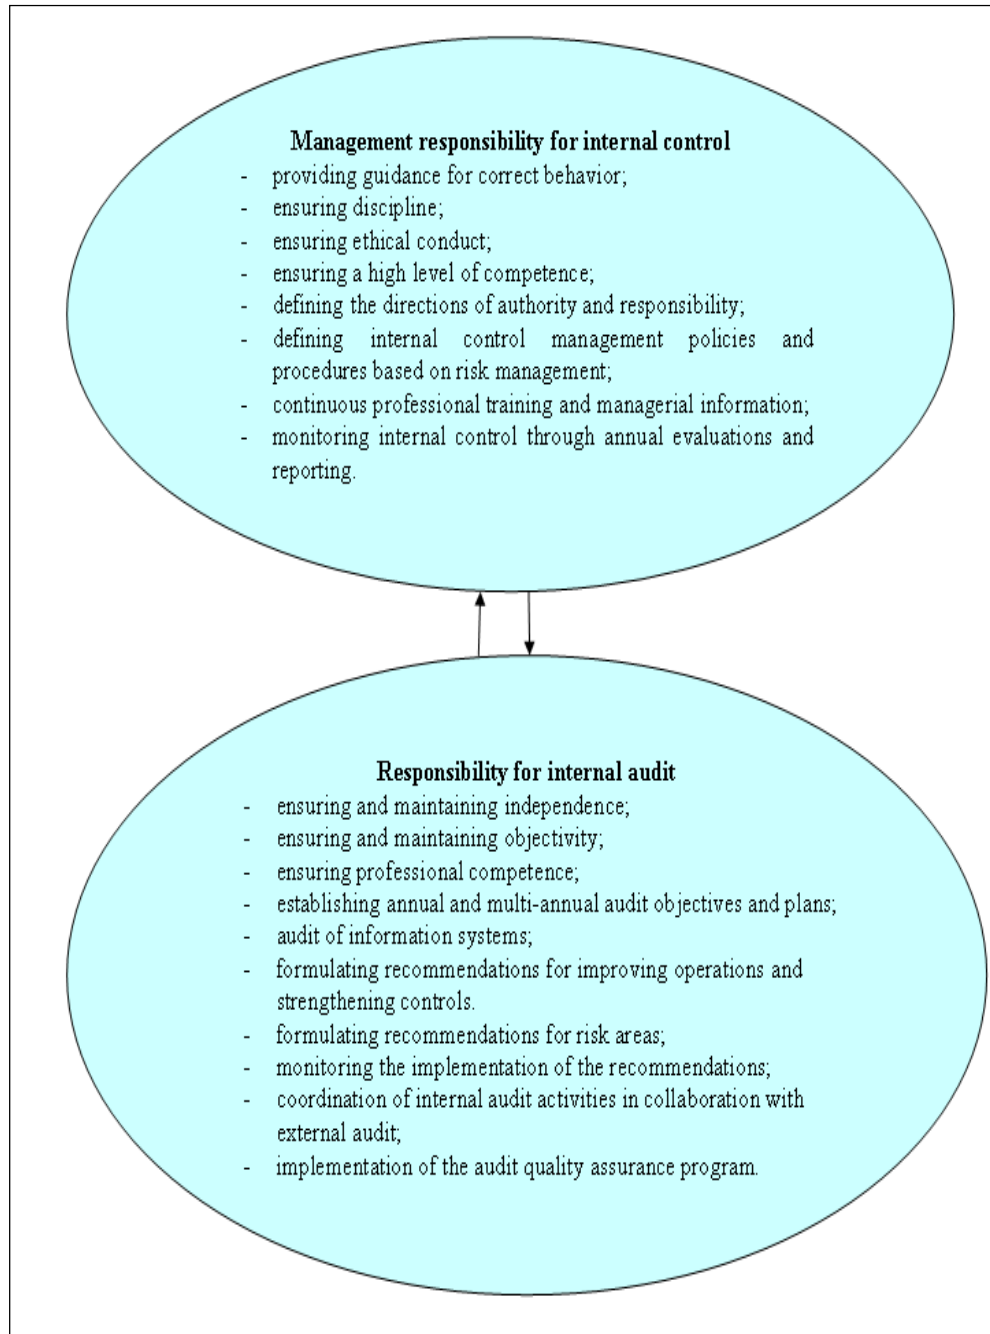 Management responsibility for internal control
- providing guidance for correct behavior;
- ensuring discipline;
- ensuring ethical conduct;
- ensuring a high level of competence;
- defining the directions of authority and responsibility;
- defining internal control management policies and
procedures based on risk management;
- continuous professional training and managerial information;
- monitoring internal control through annual evaluations and
reporting.
Responsibility for internal audit
- ensuring and maintaining independence;
- ensuring and maintaining objectivity;
- ensuring professional competence;
- establishing annual and multi-annual audit objectives and plans;
- audit of information systems;
- formulating recommendations for improving operations and
strengthening controls.
- formulating recommendations for risk areas;
- monitoring the implementation of the recommendations;
- coordination of internal audit activities in collaboration with
external audit;
- implementation of the audit quality assurance program.